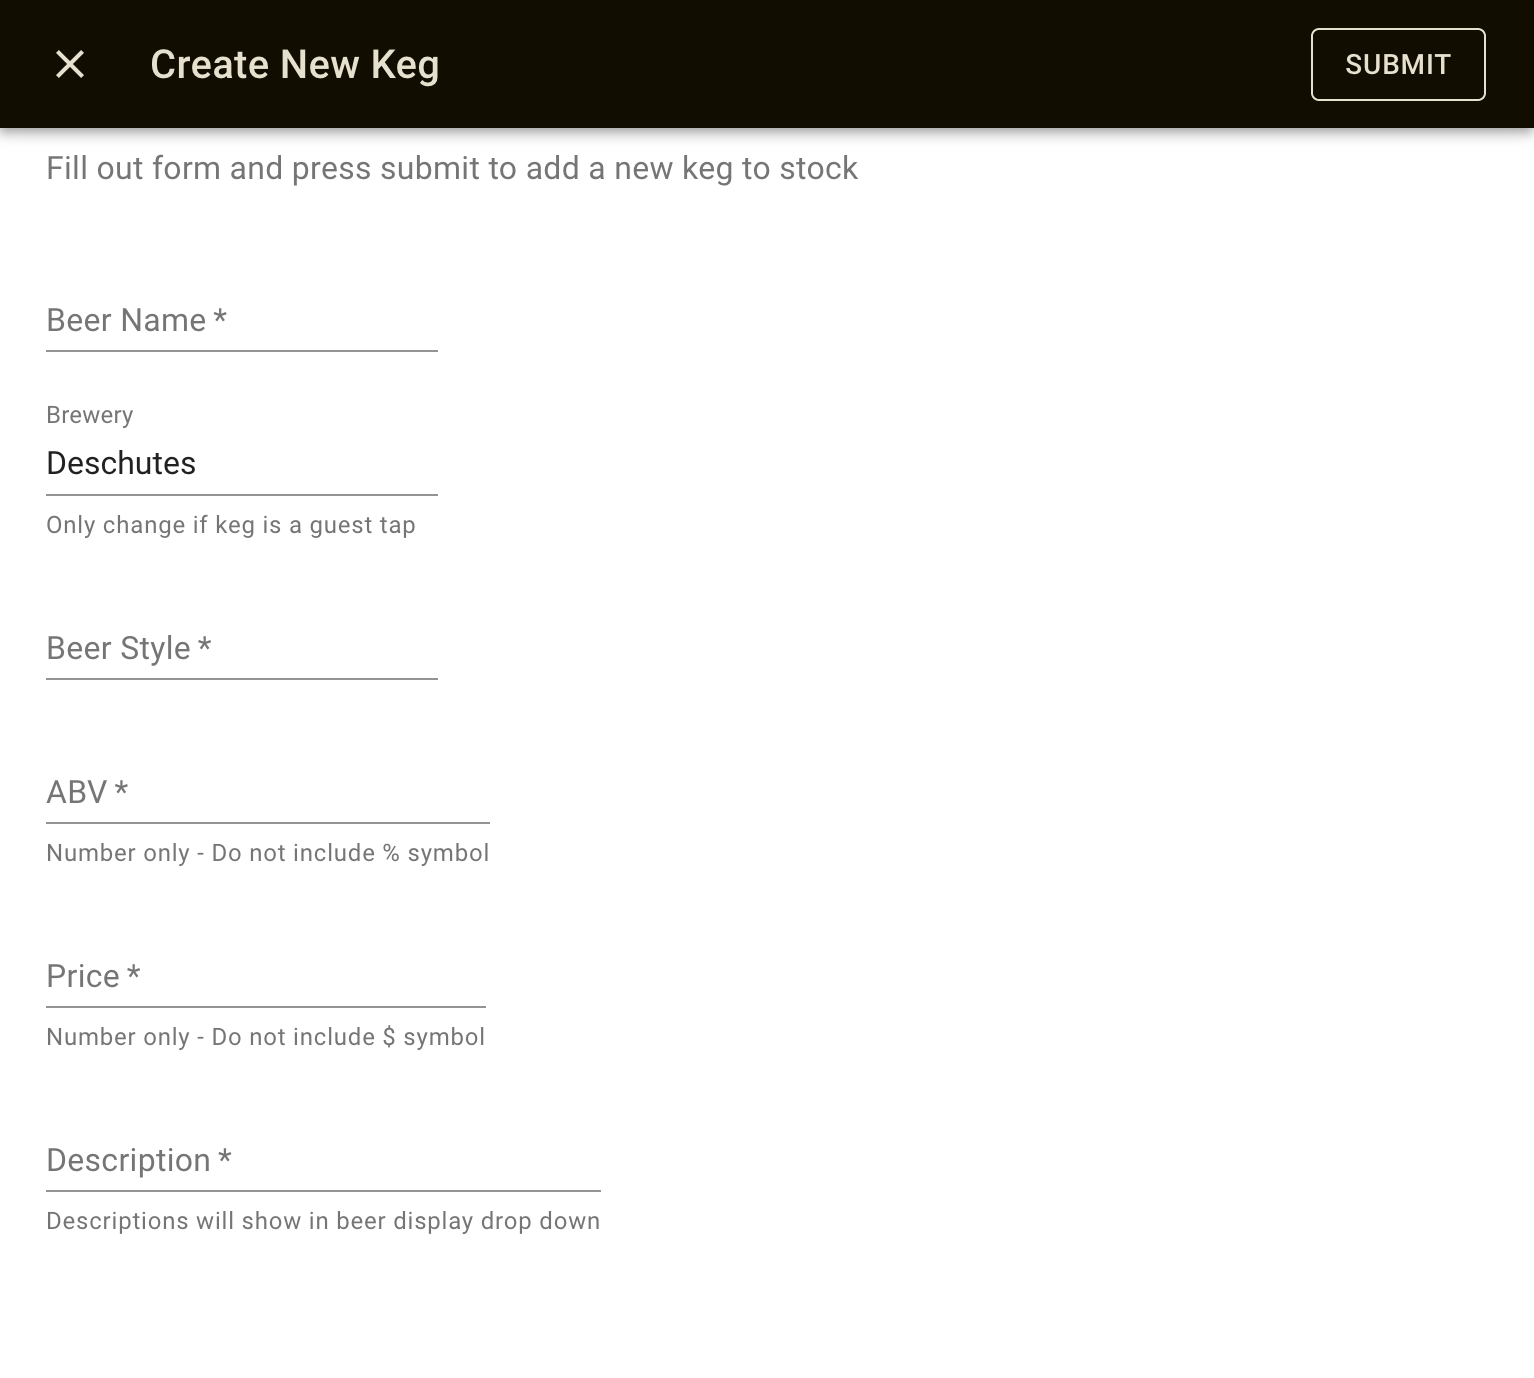 Create New Keg
SUBMIT
Fill out form and press submit to add a new keg to stock
Beer Name *
Brewery
Deschutes
Only change if keg is a guest tap
Beer Style *
ABV *
Number only - Do not include % symbol
Price *
Number only - Do not include $ symbol
Description *
Descriptions will show in beer display drop down